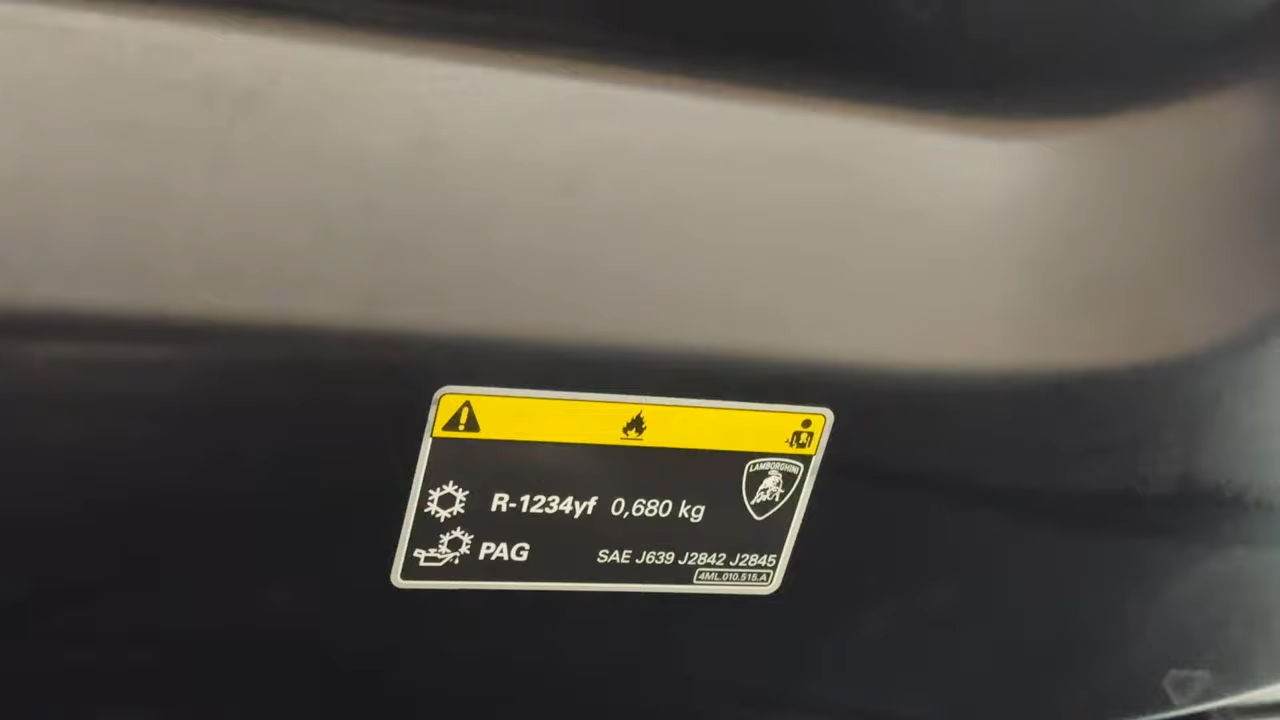 LAMBORGHINI
R-1234yf 0,680 kg
PAG
SAE J639 J2842 J2845
4ML.010.515.A